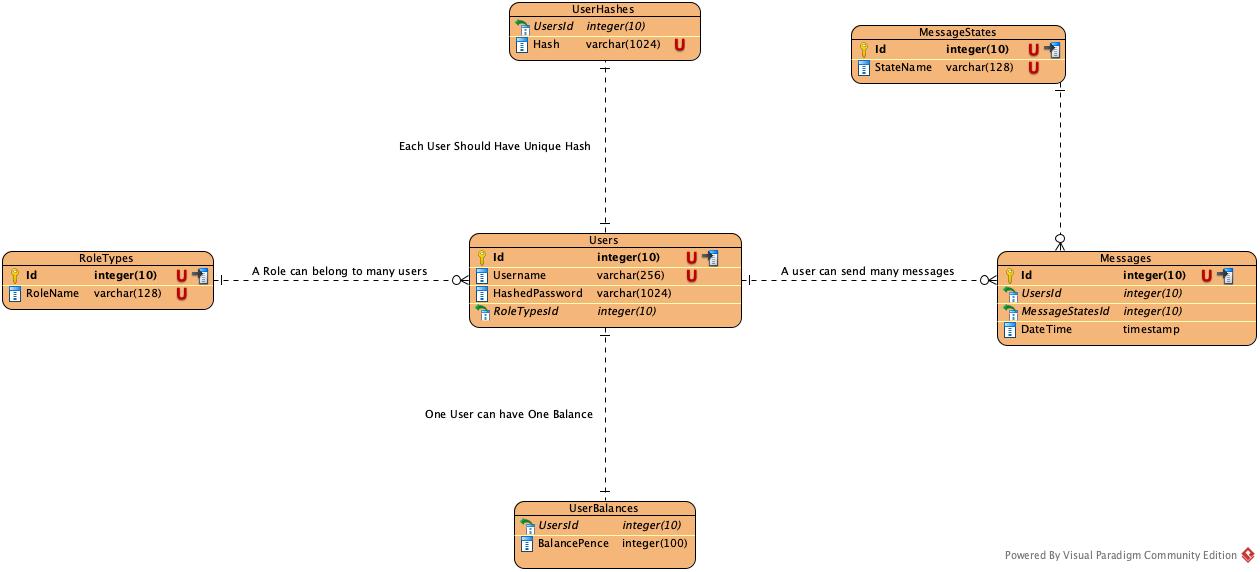 UserHashes
UsersId integer(10)
Hash varchar(1024) U
MessageStates
Id integer(10) U
StateName varchar(128) U
Each User Should Have Unique Hash
RoleTypes
Id integer(10) U
RoleName varchar(128) U
A Role can belong to many users
Users
Id integer(10) U
Username varchar(256) U
HashedPassword varchar(1024)
RoleTypesId integer(10)
A user can send many messages
Messages
Id integer(10) U
UsersId integer(10)
MessageStatesId integer(10)
DateTime timestamp
One User can have One Balance
UserBalances
UsersId integer(10)
BalancePence integer(100)
Powered By Visual Paradigm Community Edition